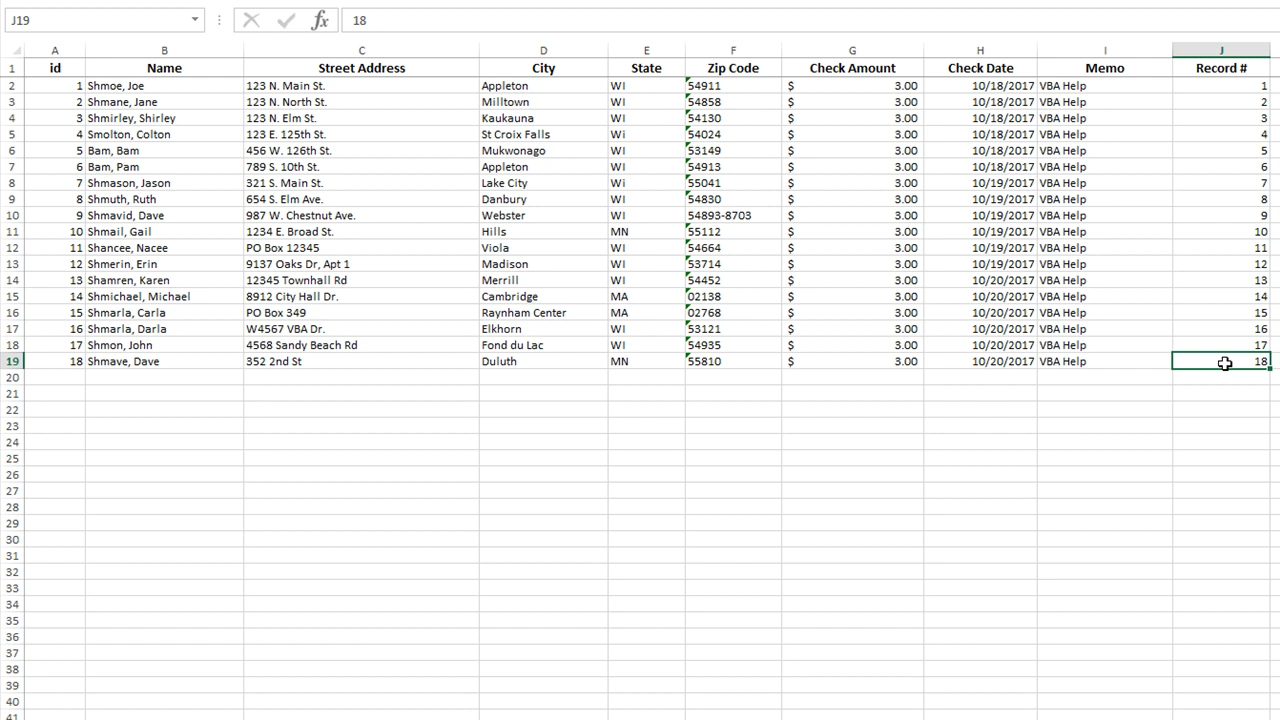 J19 fx 18
A B C D E F G H I J
1 id Name Street Address City State Zip Code Check Amount Check Date Memo Record #
2 1 Shmoe, Joe 123 N. Main St. Appleton WI 54911 $ 3.00 10/18/2017 VBA Help 1
3 2 Shmane, Jane 123 N. North St. Milltown WI 54858 $ 3.00 10/18/2017 VBA Help 2
4 3 Shmirley, Shirley 123 N. Elm St. Kaukauna WI 54130 $ 3.00 10/18/2017 VBA Help 3
5 4 Smolton, Colton 123 E. 125th St. St Croix Falls Wi 54024 $ 3.00 10/18/2017 VBA Help 4
6 5 Bam, Bam 456 W. 126th St. Mukwonago WI 53149 $ 3.00 10/18/2017 VBA Help 5
7 6 Bam, Pam 789 S. 10th St. Appleton WI 54913 $ 3.00 10/18/2017 VBA Help 6
8 7 Shmason, Jason 321 S. Main St. Lake City Wi 55041 $ 3.00 10/19/2017 VBA Help 7
9 8 Shmuth, Ruth 654 S. Elm Ave. Danbury WI 54830 $ 3.00 10/19/2017 VBA Help 8
10 9 Shmavid, Dave 987 W. Chestnut Ave. Webster WI 54893-8703 $ 3.00 10/19/2017 VBA Help 9
11 10 Shmail, Gail 1234 E. Broad St. Hills MN 55112 $ 3.00 10/19/2017 VBA Help 10
12 11 Shancee, Nacee PO Box 12345 Viola WI 54664 $ 3.00 10/19/2017 VBA Help 11
13 12 Shmerin, Erin 9137 Oaks Dr, Apt 1 Madison WI 53714 $ 3.00 10/19/2017 VBA Help 12
14 13 Shamren, Karen 12345 Townhall Rd Merrill WI 54452 $ 3.00 10/20/2017 VBA Help 13
15 14 Shmichael, Michael 8912 City Hall Dr. Cambridge MA 02138 $ 3.00 10/20/2017 VBA Help 14
16 15 Shmarla, Carla PO Box 349 Raynham Center MA 02768 $ 3.00 10/20/2017 VBA Help 15
17 16 Shmarla, Darla W4567 VBA Dr. Elkhorn WI 53121 $ 3.00 10/20/2017 VBA Help 16
18 17 Shmon, John 4568 Sandy Beach Rd Fond du Lac WI 54935 $ 3.00 10/20/2017 VBA Help 17
19 18 Shmave, Dave 352 2nd St Duluth MN 55810 $ 3.00 10/20/2017 VBA Help 18
20
21
22
23
24
25
26
27
28
29
30
31
32
33
34
35
36
37
38
39
40
41